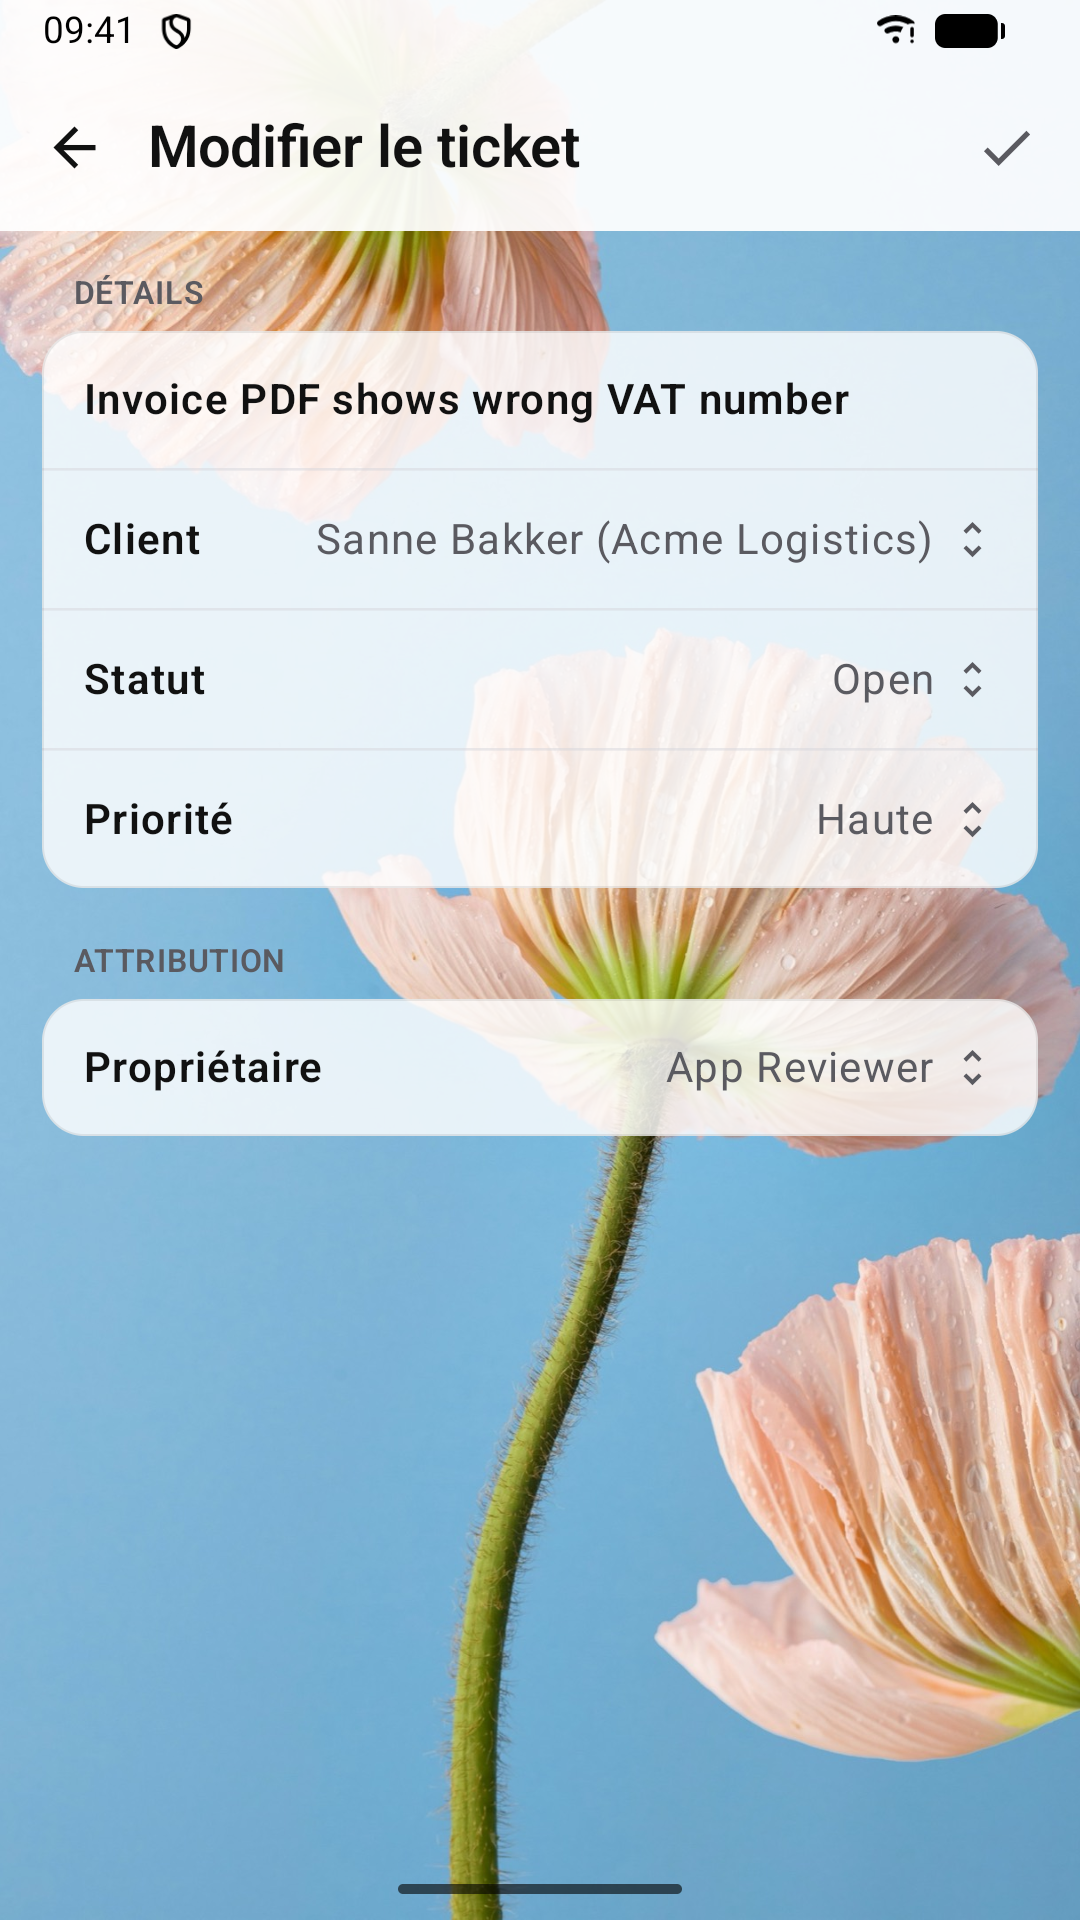 09:41
Modifier le ticket
DÉTAILS
Invoice PDF shows wrong VAT number
Client Sanne Bakker (Acme Logistics)
Statut Open
Priorité Haute
ATTRIBUTION
Propriétaire App Reviewer